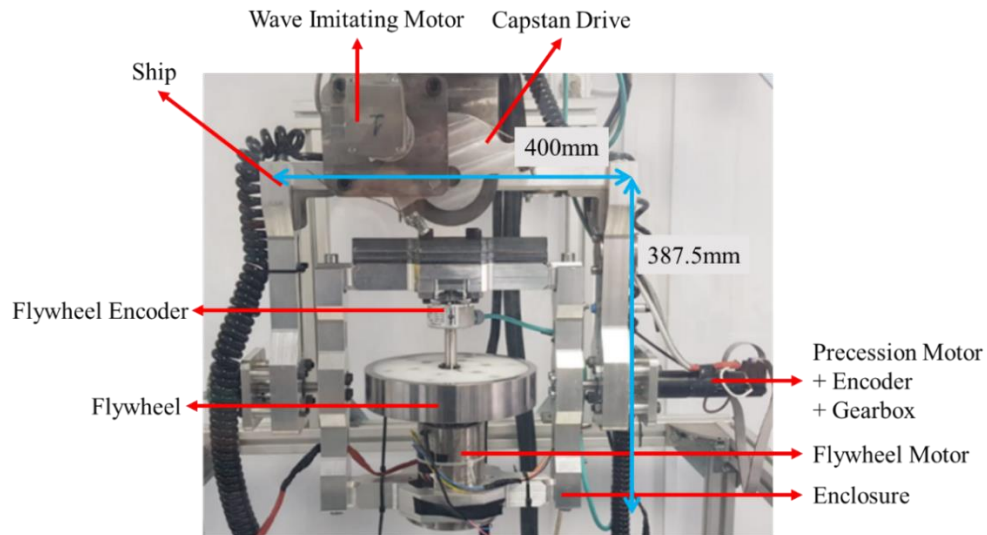 Wave Imitating Motor
Capstan Drive
Ship
400mm
387.5mm
Flywheel Encoder
Precession Motor
+ Encoder
+ Gearbox
Flywheel
Flywheel Motor
Enclosure